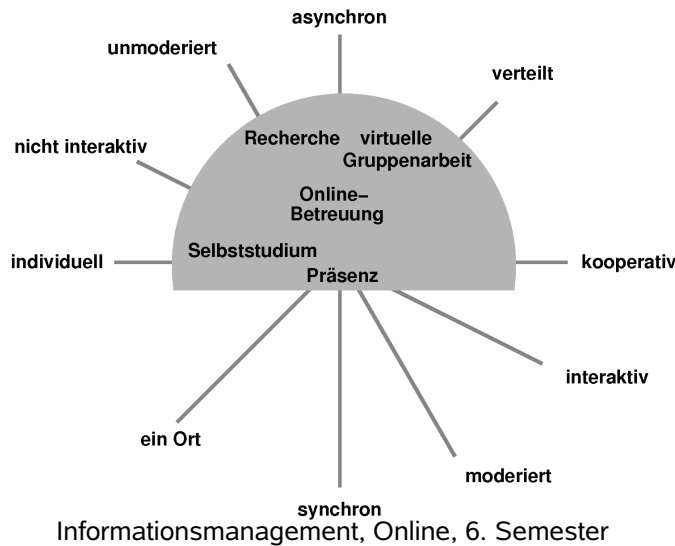 asynchron
unmoderiert
verteilt
Recherche virtuelle
Gruppenarbeit
nicht interaktiv
Online–
Betreuung
Selbststudium
individuell
kooperativ
Präsenz
interaktiv
ein Ort
moderiert
synchron
Informationsmanagement, Online, 6. Semester